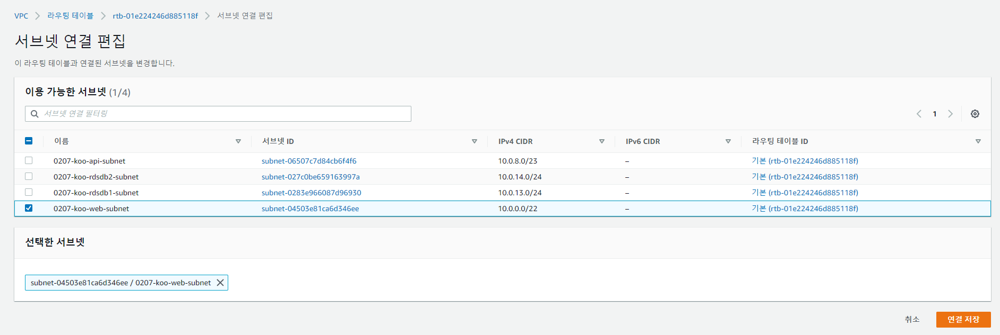 VPC 라우팅 테이블 rtb-01e224246d885118f 서브넷 연결 편집
서브넷 연결 편집
이 라우팅 테이블과 연결된 서브넷을 변경합니다.
이용 가능한 서브넷 (1/4)
서브넷 연결 필터링
1
이름 서브넷 ID IPv4 CIDR IPv6 CIDR 라우팅 테이블 ID
0207-koo-api-subnet subnet-06507c7d84cb6f4f6 10.0.8.0/23 – 기본 (rtb-01e224246d885118f)
0207-koo-rdsdb2-subnet subnet-027c0be659163997a 10.0.14.0/24 – 기본 (rtb-01e224246d885118f)
0207-koo-rdsdb1-subnet subnet-0283e966087d96930 10.0.13.0/24 – 기본 (rtb-01e224246d885118f)
0207-koo-web-subnet subnet-04503e81ca6d346ee 10.0.0.0/22 – 기본 (rtb-01e224246d885118f)
선택한 서브넷
subnet-04503e81ca6d346ee / 0207-koo-web-subnet
취소 연결 저장